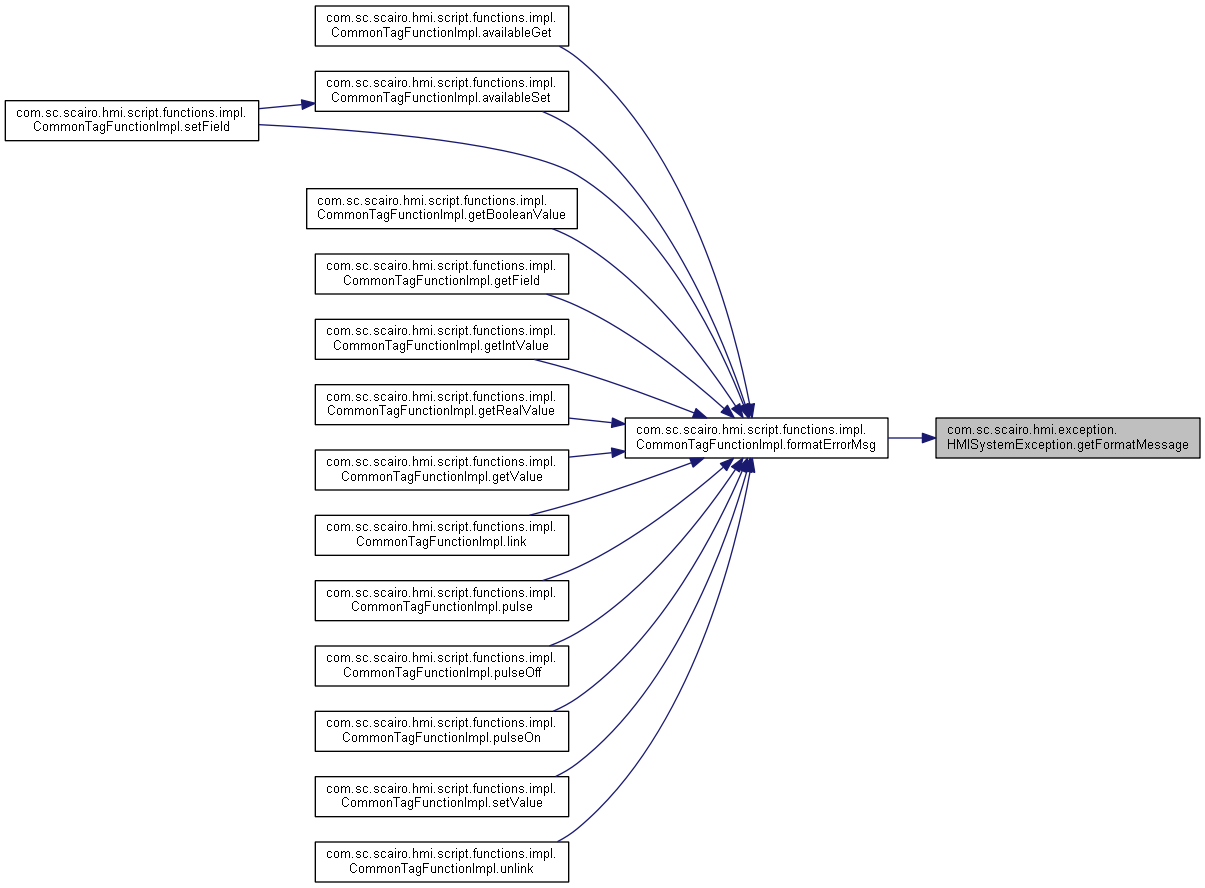 com.sc.scairo.hmi.script.functions.impl.
CommonTagFunctionImpl.availableGet
com.sc.scairo.hmi.script.functions.impl.
CommonTagFunctionImpl.availableSet
com.sc.scairo.hmi.script.functions.impl.
CommonTagFunctionImpl.setField
com.sc.scairo.hmi.script.functions.impl.
CommonTagFunctionImpl.getBooleanValue
com.sc.scairo.hmi.script.functions.impl.
CommonTagFunctionImpl.getField
com.sc.scairo.hmi.script.functions.impl.
CommonTagFunctionImpl.getIntValue
com.sc.scairo.hmi.script.functions.impl.
CommonTagFunctionImpl.getRealValue
com.sc.scairo.hmi.script.functions.impl.
CommonTagFunctionImpl.formatErrorMsg
com.sc.scairo.hmi.exception.
HMISystemException.getFormatMessage
com.sc.scairo.hmi.script.functions.impl.
CommonTagFunctionImpl.getValue
com.sc.scairo.hmi.script.functions.impl.
CommonTagFunctionImpl.link
com.sc.scairo.hmi.script.functions.impl.
CommonTagFunctionImpl.pulse
com.sc.scairo.hmi.script.functions.impl.
CommonTagFunctionImpl.pulseOff
com.sc.scairo.hmi.script.functions.impl.
CommonTagFunctionImpl.pulseOn
com.sc.scairo.hmi.script.functions.impl.
CommonTagFunctionImpl.setValue
com.sc.scairo.hmi.script.functions.impl.
CommonTagFunctionImpl.unlink